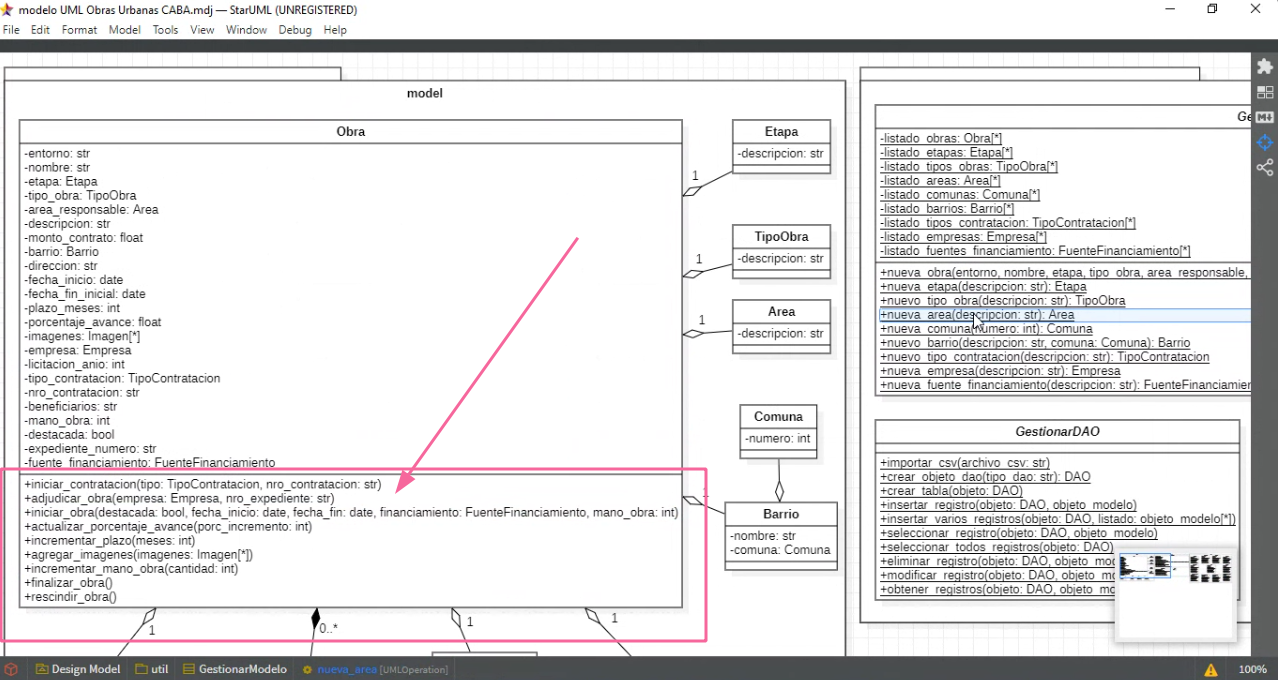 modelo UML Obras Urbanas CABA.mdj — StarUML (UNREGISTERED)
File Edit Format Model Tools View Window Debug Help
model
Obra
-entorno: str
-nombre: str
-etapa: Etapa
-tipo_obra: TipoObra
-area_responsable: Area
-descripcion: str
-monto_contrato: float
-barrio: Barrio
-direccion: str
-fecha_inicio: date
-fecha_fin_inicial: date
-plazo_meses: int
-porcentaje_avance: float
-imagenes: Imagen[*]
-empresa: Empresa
-licitacion_anio: int
-tipo_contratacion: TipoContratacion
-nro_contratacion: str
-beneficiarios: str
-mano_obra: int
-destacada: bool
-expediente_numero: str
-fuente_financiamiento: FuenteFinanciamiento
+iniciar_contratacion(tipo: TipoContratacion, nro_contratacion: str)
+adjudicar_obra(empresa: Empresa, nro_expediente: str)
+iniciar_obra(destacada: bool, fecha_inicio: date, fecha_fin: date, financiamiento: FuenteFinanciamiento, mano_obra: int)
+actualizar_porcentaje_avance(porc_incremento: int)
+incrementar_plazo(meses: int)
+agregar_imagenes(imagenes: Imagen[*])
+incrementar_mano_obra(cantidad: int)
+finalizar_obra()
+rescindir_obra()
1
0..*
1
1
Etapa
-descripcion: str
1
TipoObra
-descripcion: str
1
Area
-descripcion: str
1
Comuna
-numero: int
1
Barrio
-nombre: str
-comuna: Comuna
Ge
-listado_obras: Obra[*]
-listado_etapas: Etapa[*]
-listado_tipos_obras: TipoObra[*]
-listado_areas: Area[*]
-listado_comunas: Comuna[*]
-listado_barrios: Barrio[*]
-listado_tipos_contratacion: TipoContratacion[*]
-listado_empresas: Empresa[*]
-listado_fuentes_financiamiento: FuenteFinanciamiento[*]
+nueva_obra(entorno, nombre, etapa, tipo_obra, area_responsable,
+nueva_etapa(descripcion: str): Etapa
+nuevo_tipo_obra(descripcion: str): TipoObra
+nueva_area(descripcion: str): Area
+nueva_comuna(numero: int): Comuna
+nuevo_barrio(descripcion: str, comuna: Comuna): Barrio
+nuevo_tipo_contratacion(descripcion: str): TipoContratacion
+nueva_empresa(descripcion: str): Empresa
+nueva_fuente_financiamiento(descripcion: str): FuenteFinanciamier
GestionarDAO
+importar_csv(archivo_csv: str)
+crear_objeto_dao(tipo_dao: str): DAO
+crear_tabla(objeto: DAO)
+insertar_registro(objeto: DAO, objeto_modelo)
+insertar_varios_registros(objeto: DAO, listado: objeto_modelo[*])
+seleccionar_registro(objeto: DAO, objeto_modelo)
+seleccionar_todos_registros(objeto: DAO)
+eliminar_registro(objeto: DAO, objeto_mo
+modificar_registro(objeto: DAO, objeto_m
+obtener_registros(objeto: DAO, objeto_mo
Design Model util GestionarModelo nueva_area [UMLOperation] 100%